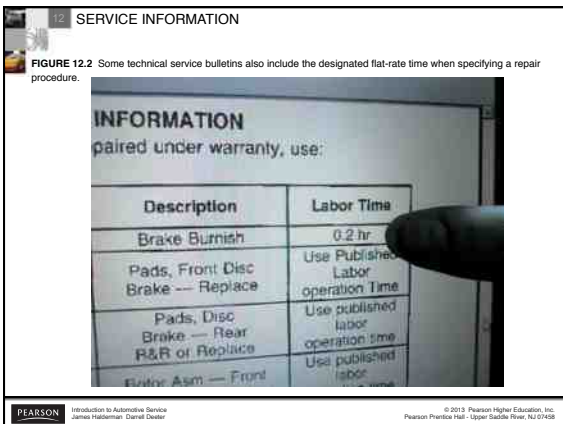 12 SERVICE INFORMATION
FIGURE 12.2 Some technical service bulletins also include the designated flat-rate time when specifying a repair
procedure.
INFORMATION
paired under warranty, use:
Description Labor Time
Brake Burnish 0.2 hr
Pads, Front Disc
Brake — Replace
Use Published
Labor
operation Time
Pads, Disc
Brake — Rear
R&R or Replace
Use published
labor
operation time
Rotor Asm — Front
Use published
labor
time
PEARSON
Introduction to Automotive Service
James Halderman Darrell Deeter
© 2013 Pearson Higher Education, Inc.
Pearson Prentice Hall - Upper Saddle River, NJ 07458